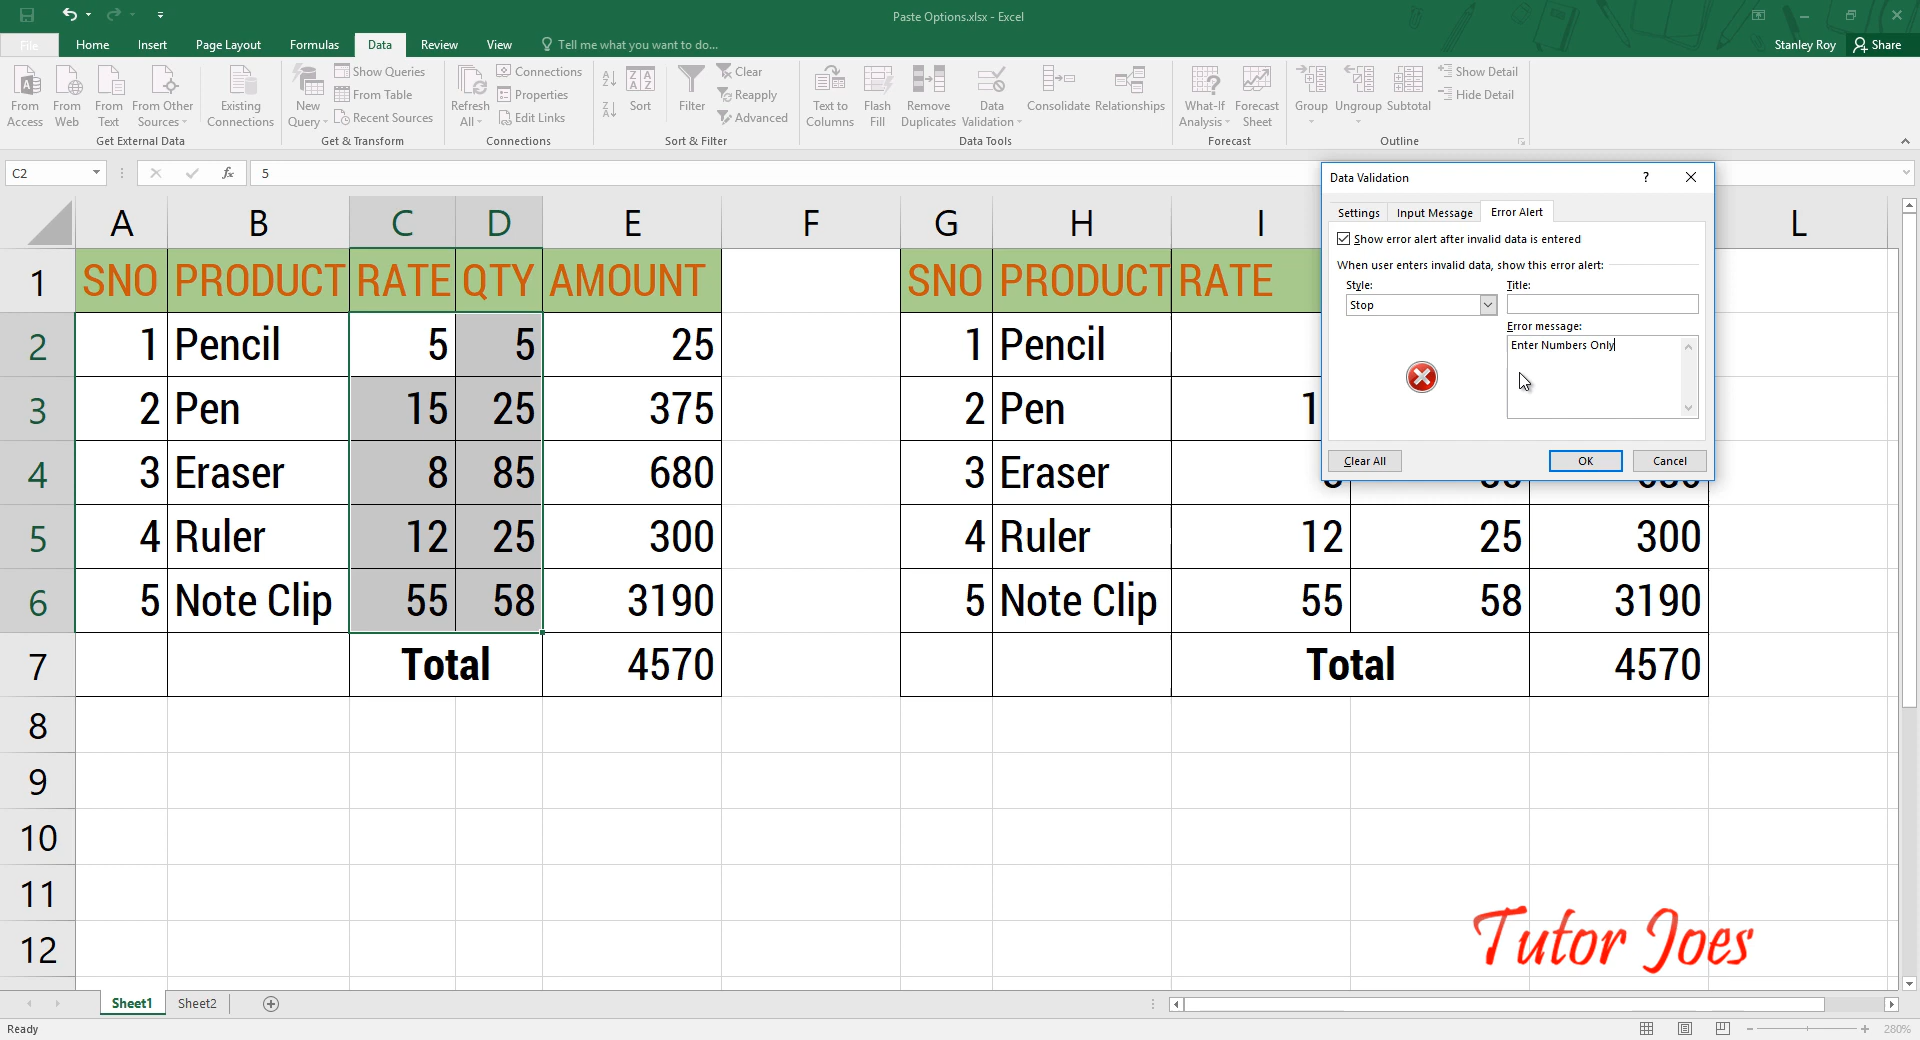 Paste Options.xlsx - Excel
File Home Insert Page Layout Formulas Data Review View Tell me what you want to do...
Stanley Roy Share
From Access
From Web
From Text
From Other Sources
Existing Connections
Get External Data
New Query
Show Queries
From Table
Recent Sources
Get & Transform
Refresh All
Connections
Properties
Edit Links
Connections
Sort
Filter
Clear
Reapply
Advanced
Sort & Filter
Text to Columns
Flash Fill
Remove Duplicates
Data Validation
Consolidate
Relationships
Data Tools
What-If Analysis
Forecast Sheet
Forecast
Group
Ungroup
Subtotal
Show Detail
Hide Detail
Outline
C2 fx 5
A B C D E F G H I L
1 SNO PRODUCT RATE QTY AMOUNT SNO PRODUCT RATE
2 1 Pencil 5 5 25 1 Pencil
3 2 Pen 15 25 375 2 Pen 1
4 3 Eraser 8 85 680 3 Eraser
5 4 Ruler 12 25 300 4 Ruler 12 25 300
6 5 Note Clip 55 58 3190 5 Note Clip 55 58 3190
7 Total 4570 Total 4570
8
9
10
11
12
Data Validation ?
Settings Input Message Error Alert
Show error alert after invalid data is entered
When user enters invalid data, show this error alert:
Style: Title:
Stop
Error message:
Enter Numbers Only
Clear All OK Cancel
Tutor Joes
Sheet1 Sheet2
Ready 280%